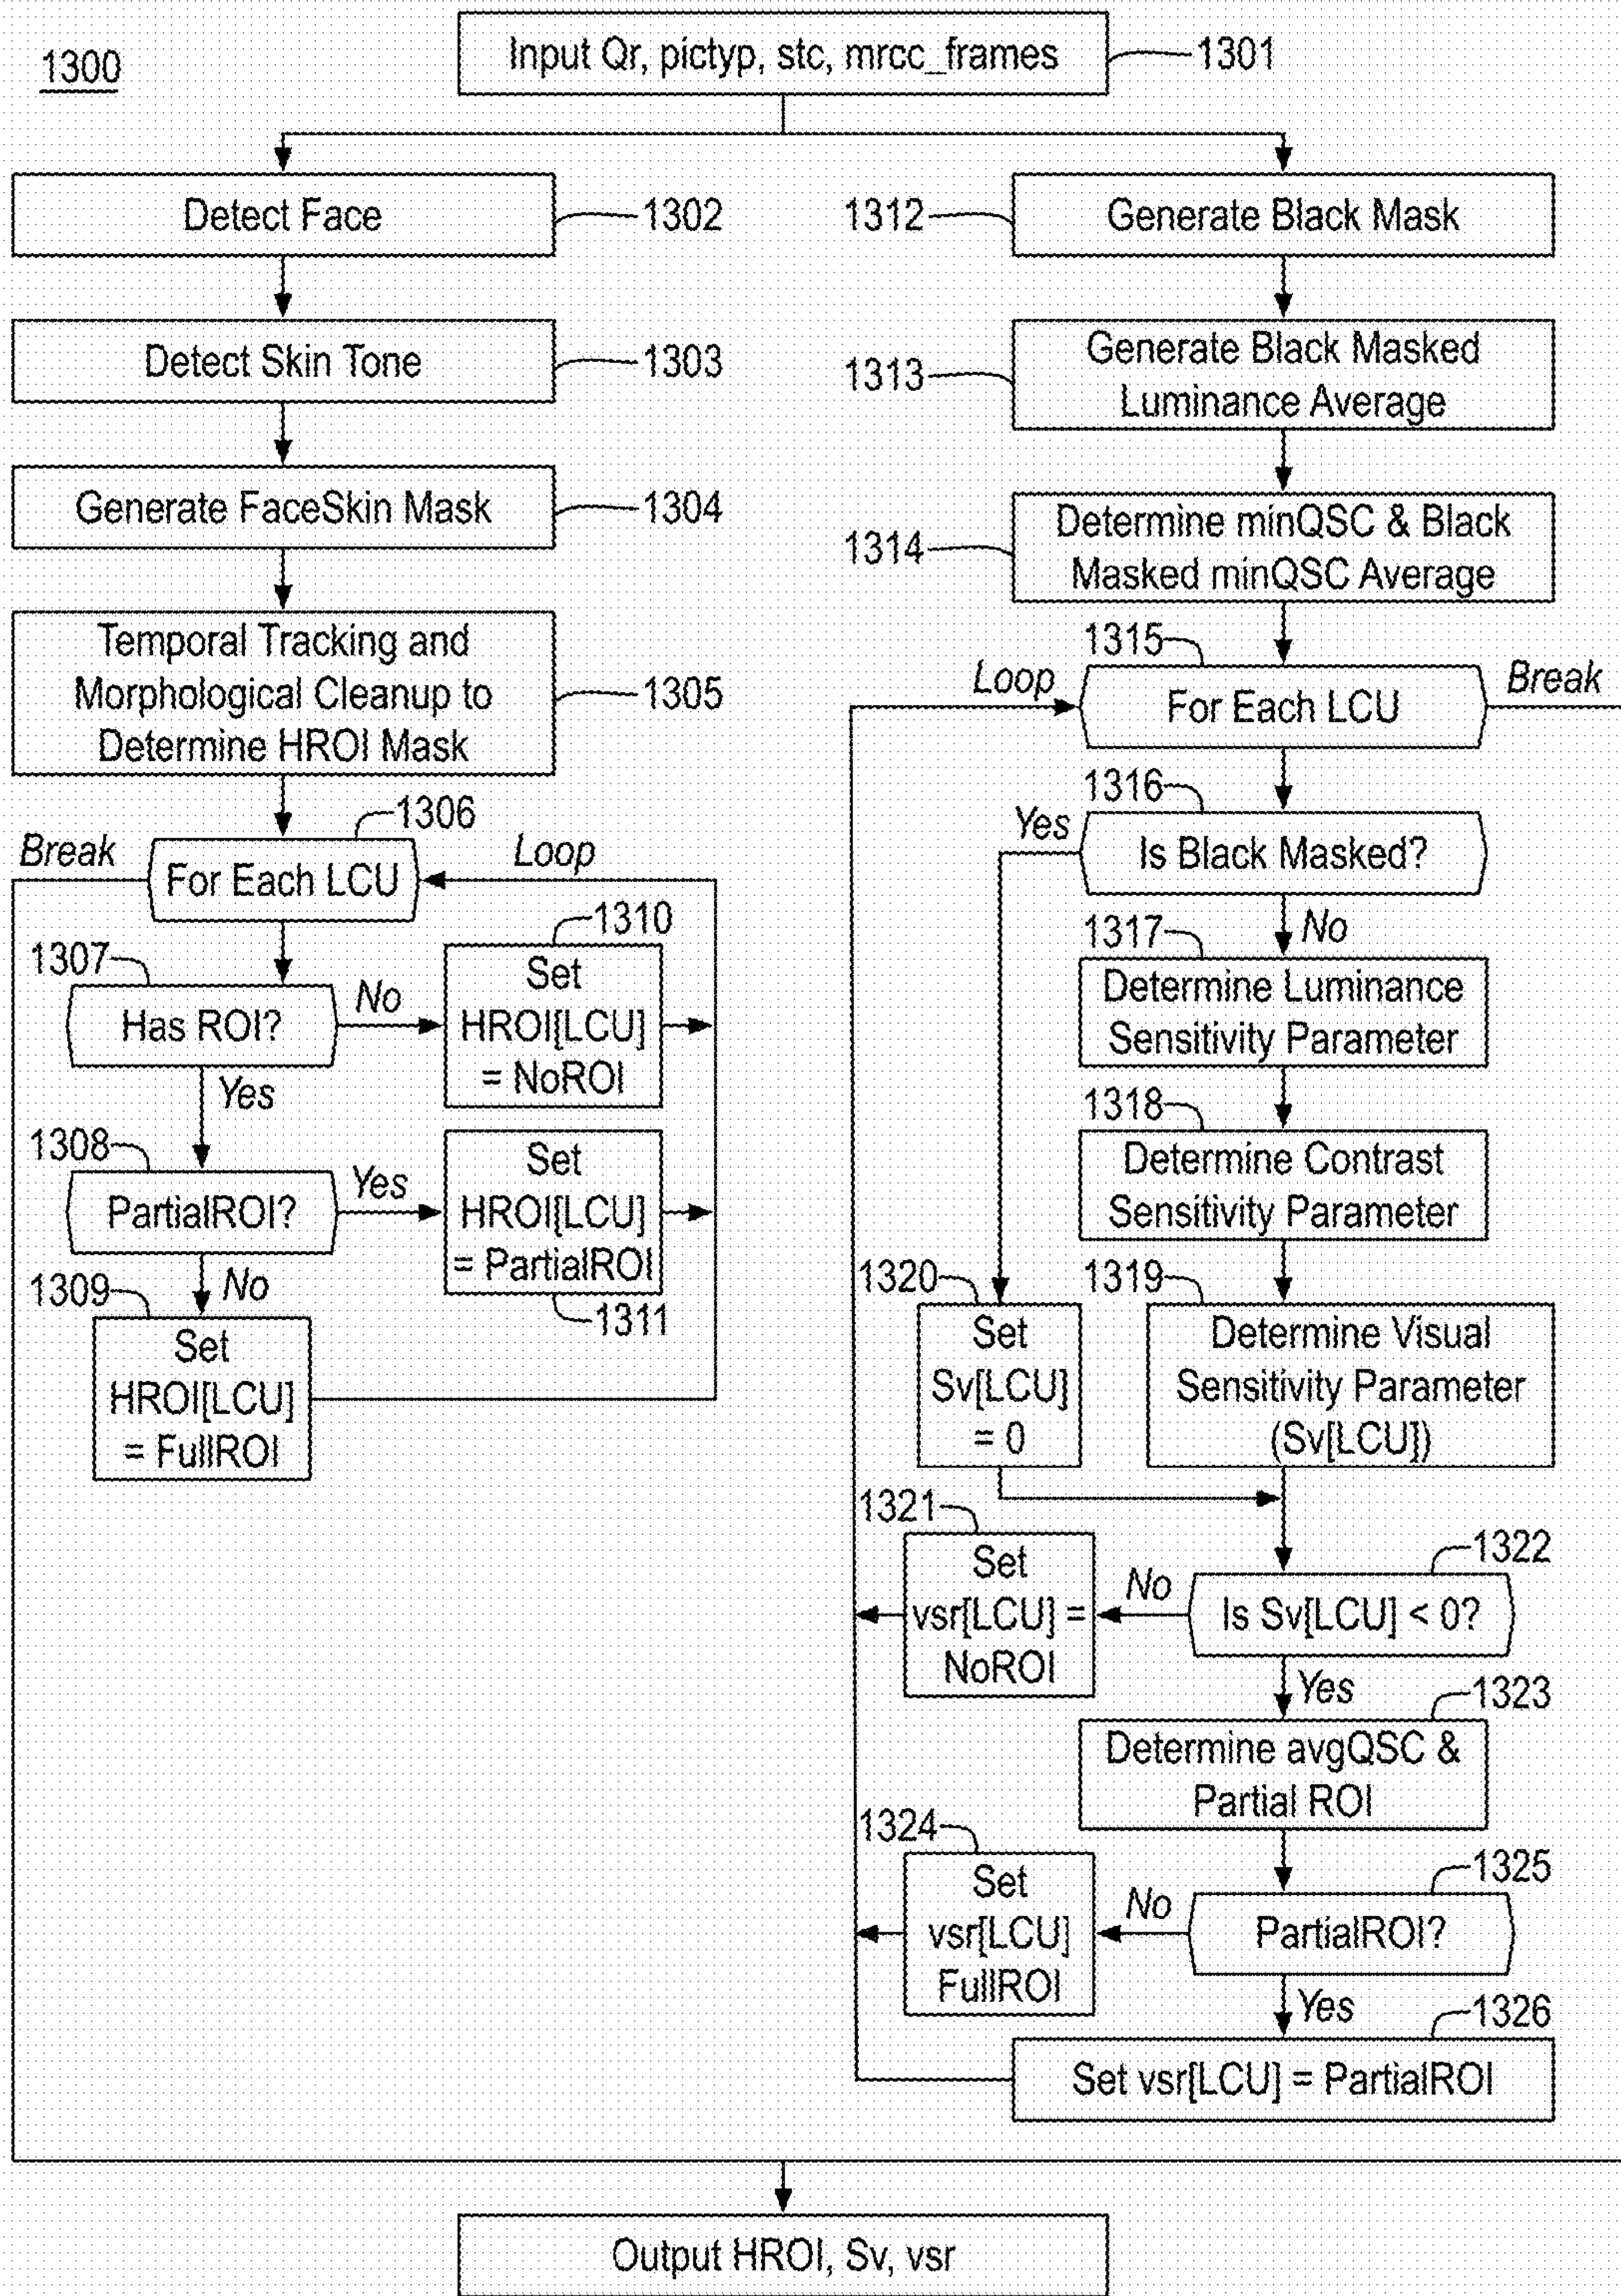 1300
Input Qr, pictyp, stc, mrcc_frames
1301
Detect Face
1302
Detect Skin Tone
1303
Generate FaceSkin Mask
1304
Temporal Tracking and
Morphological Cleanup to
Determine HROI Mask
1305
1306
Break
For Each LCU
Loop
1307
Has ROI?
No
1310
Set
HROI[LCU]
= NoROI
Yes
1308
PartialROI?
Yes
Set
HROI[LCU]
= PartialROI
1311
No
1309
Set
HROI[LCU]
= FullROI
1312
Generate Black Mask
1313
Generate Black Masked
Luminance Average
1314
Determine minQSC & Black
Masked minQSC Average
1315
Loop
For Each LCU
Break
1316
Yes
Is Black Masked?
No
1317
Determine Luminance
Sensitivity Parameter
1318
Determine Contrast
Sensitivity Parameter
1320
Set
Sv[LCU]
= 0
1319
Determine Visual
Sensitivity Parameter
(Sv[LCU])
1321
Set
vsr[LCU] =
NoROI
No
1322
Is Sv[LCU] < 0?
Yes
1323
Determine avgQSC &
Partial ROI
1324
Set
vsr[LCU]
FullROI
No
1325
PartialROI?
Yes
1326
Set vsr[LCU] = PartialROI
Output HROI, Sv, vsr